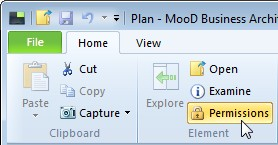 Plan - MooD Business Archi
File Home View
Paste
Cut
Copy
Capture
Clipboard
Explore
Open
Examine
Permissions
Element